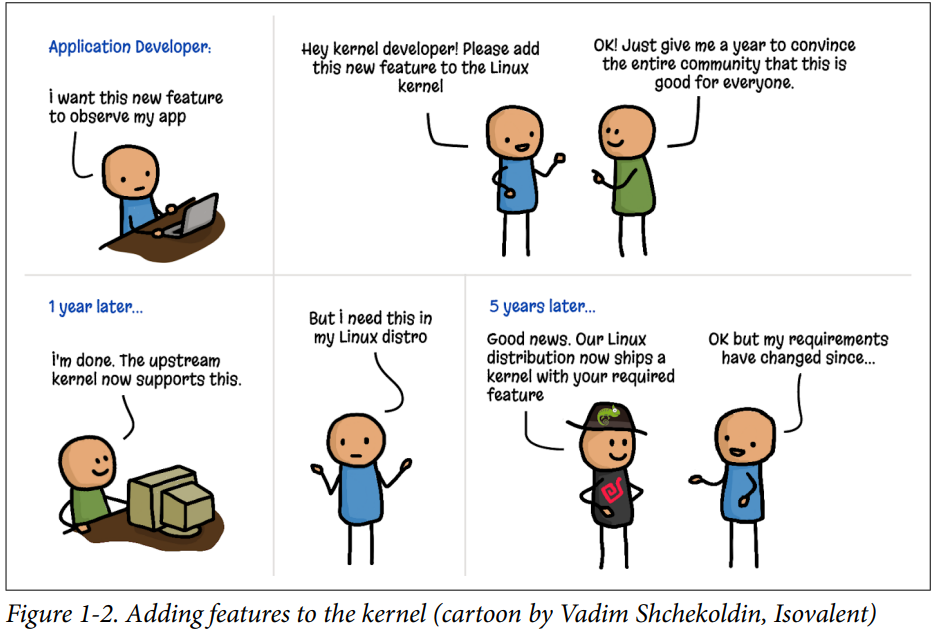 Application Developer:
i want this new feature
to observe my app
Hey kernel developer! Please add
this new feature to the Linux
kernel
OK! Just give me a year to convince
the entire community that this is
good for everyone.
1 year later...
i'm done. The upstream
kernel now supports this.
But i need this in
my Linux distro
5 years later...
Good news. Our Linux
distribution now ships a
kernel with your required
feature
OK but my requirements
have changed since...
Figure 1-2. Adding features to the kernel (cartoon by Vadim Shchekoldin, Isovalent)